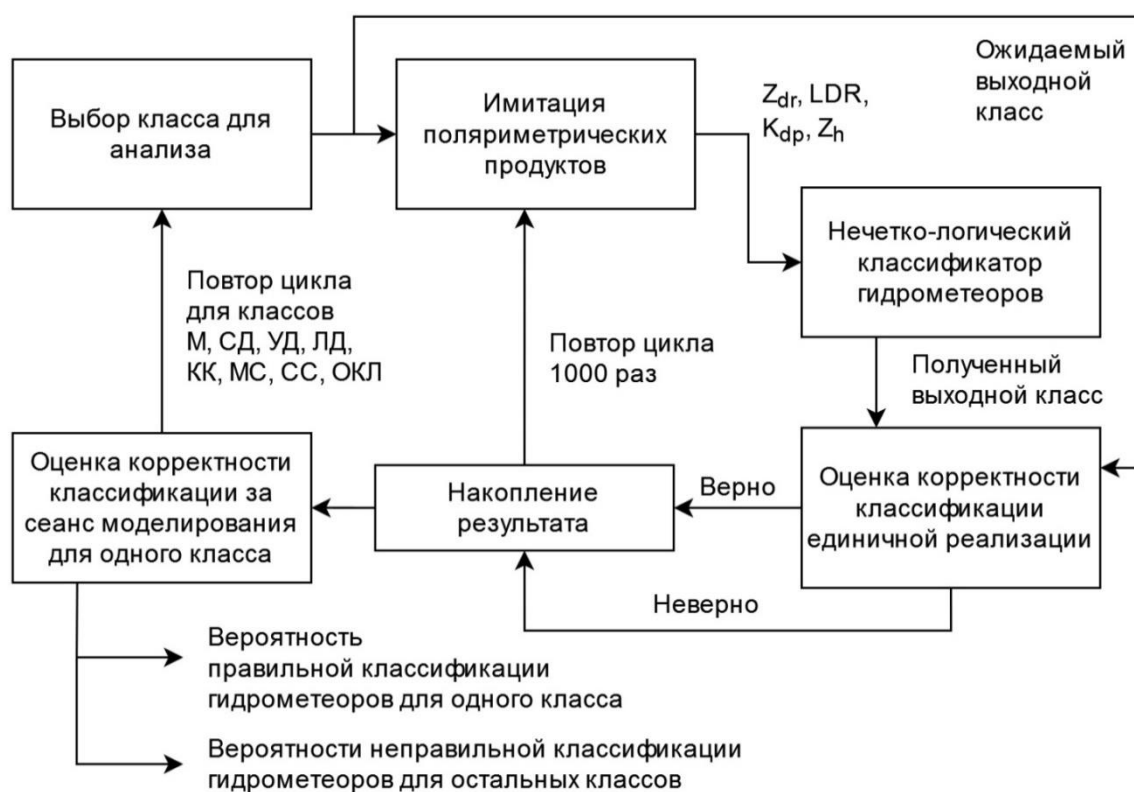 Выбор класса для
анализа
Имитация
поляриметрических
продуктов
Ожидаемый
выходной
класс
Zdr, LDR,
Kdp, Zh
Нечетко-логический
классификатор
гидрометеоров
Повтор цикла
для классов
М, СД, УД, ЛД,
КК, МС, СС, ОКЛ
Повтор цикла
1000 раз
Полученный
выходной класс
Оценка корректности
классификации за
сеанс моделирования
для одного класса
Накопление
результата
Верно
Оценка корректности
классификации
единичной реализации
Неверно
Вероятность
правильной классификации
гидрометеоров для одного класса
Вероятности неправильной классификации
гидрометеоров для остальных классов